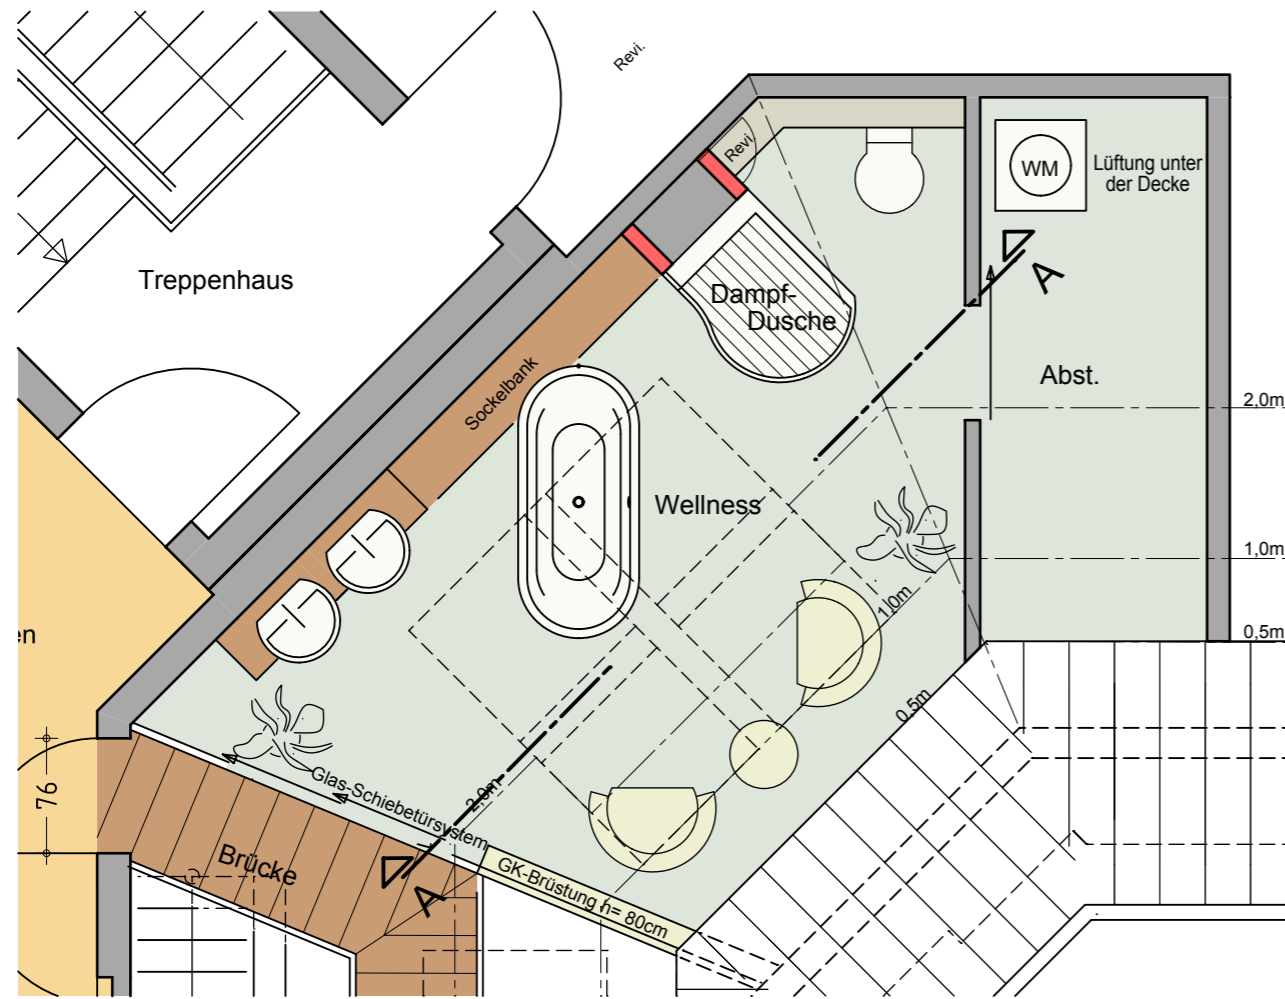 Revi.
Revi.
WM
Lüftung unter
der Decke
Treppenhaus
A
Dampf-
Dusche
Abst.
2,0m
Sockelbank
Wellness
1,0m
1,0m
en
0,5m
0,5m
76
Glas-Schiebetürsystem
2,0m
Brücke
A
GK-Brüstung h= 80cm